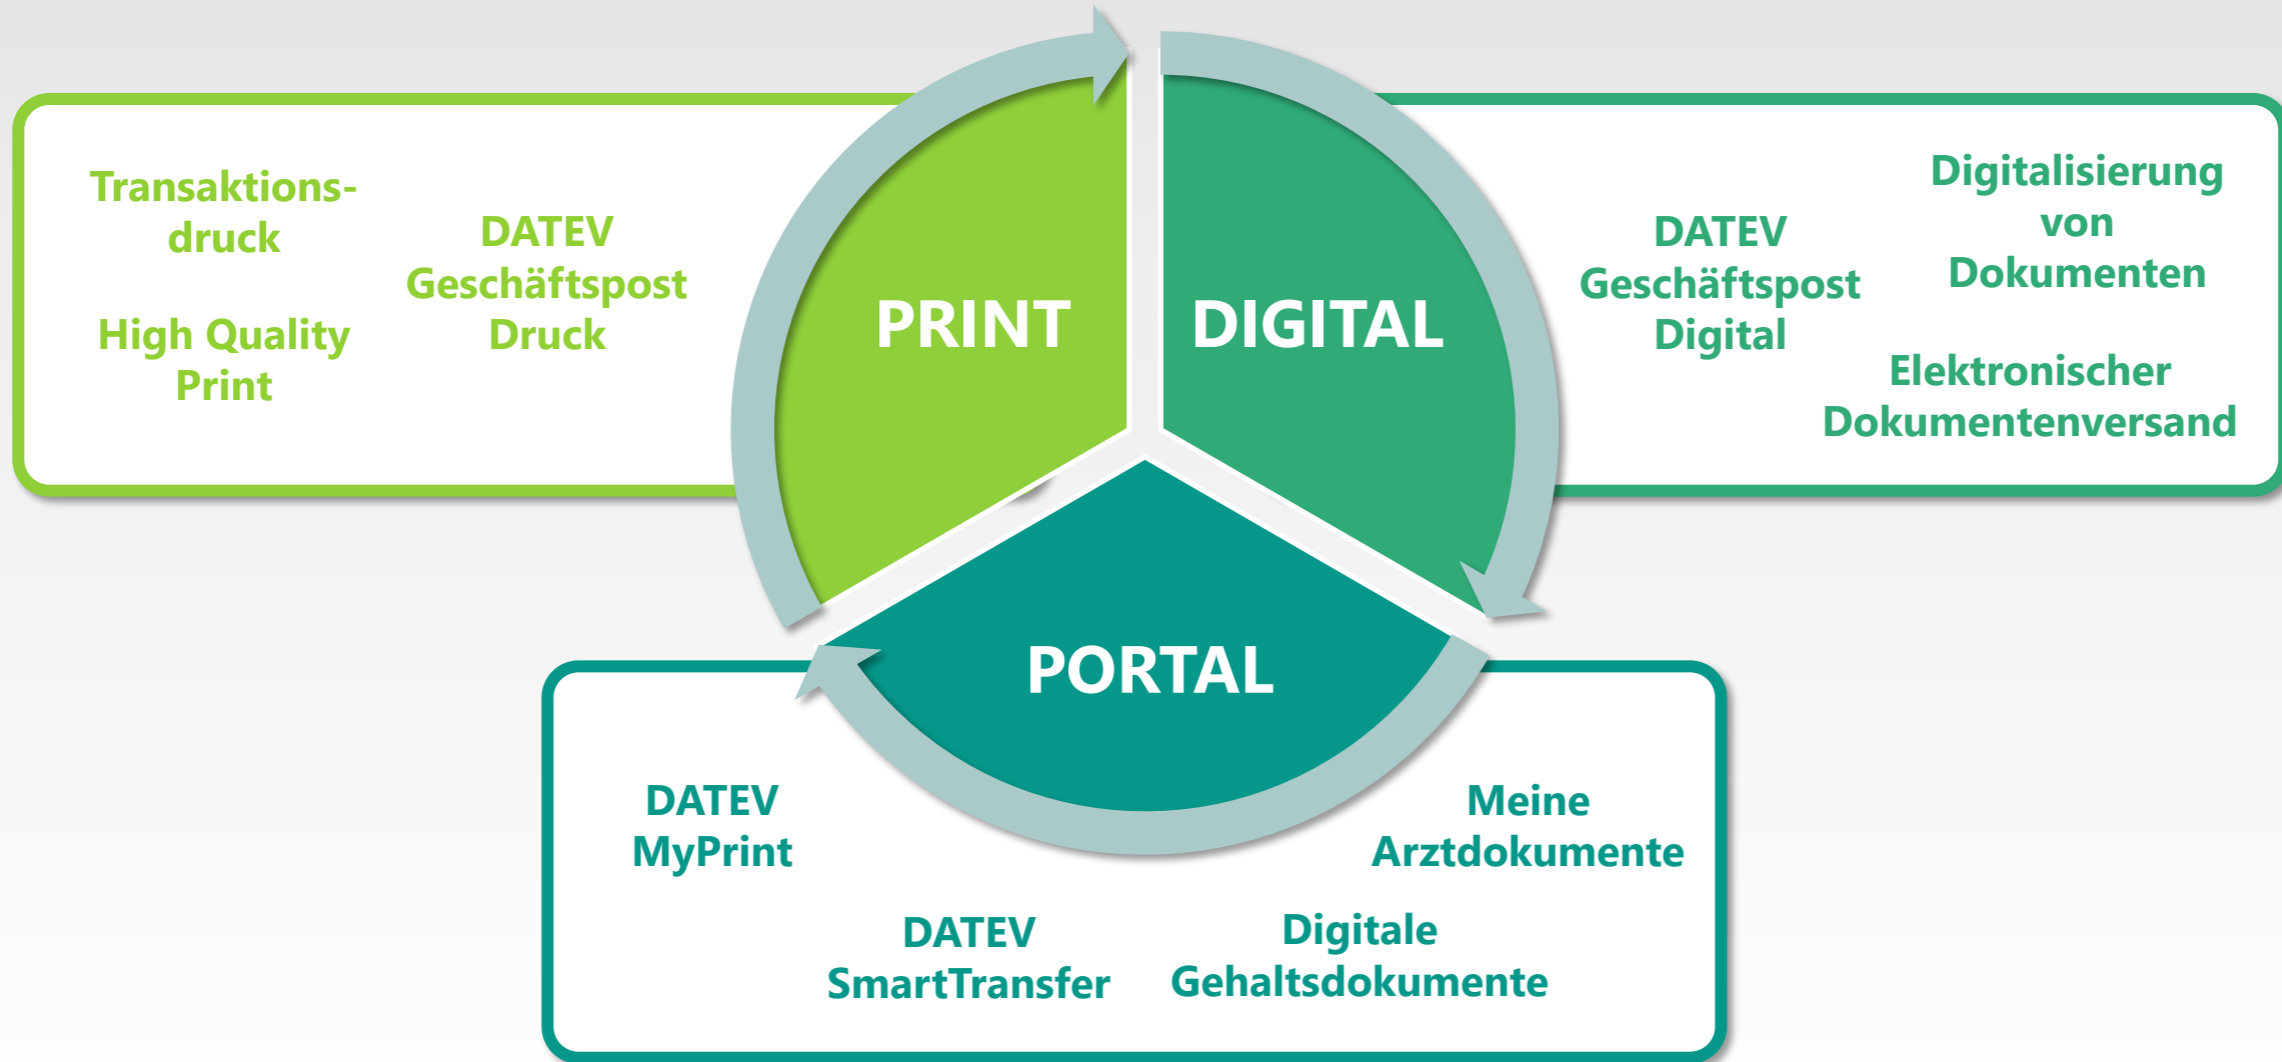 Transaktions-
druck
High Quality
Print
DATEV
Geschäftspost
Druck
PRINT
DIGITAL
DATEV
Geschäftspost
Digital
Digitalisierung
von
Dokumenten
Elektronischer
Dokumentenversand
PORTAL
DATEV
MyPrint
DATEV
SmartTransfer
Digitale
Gehaltsdokumente
Meine
Arztdokumente